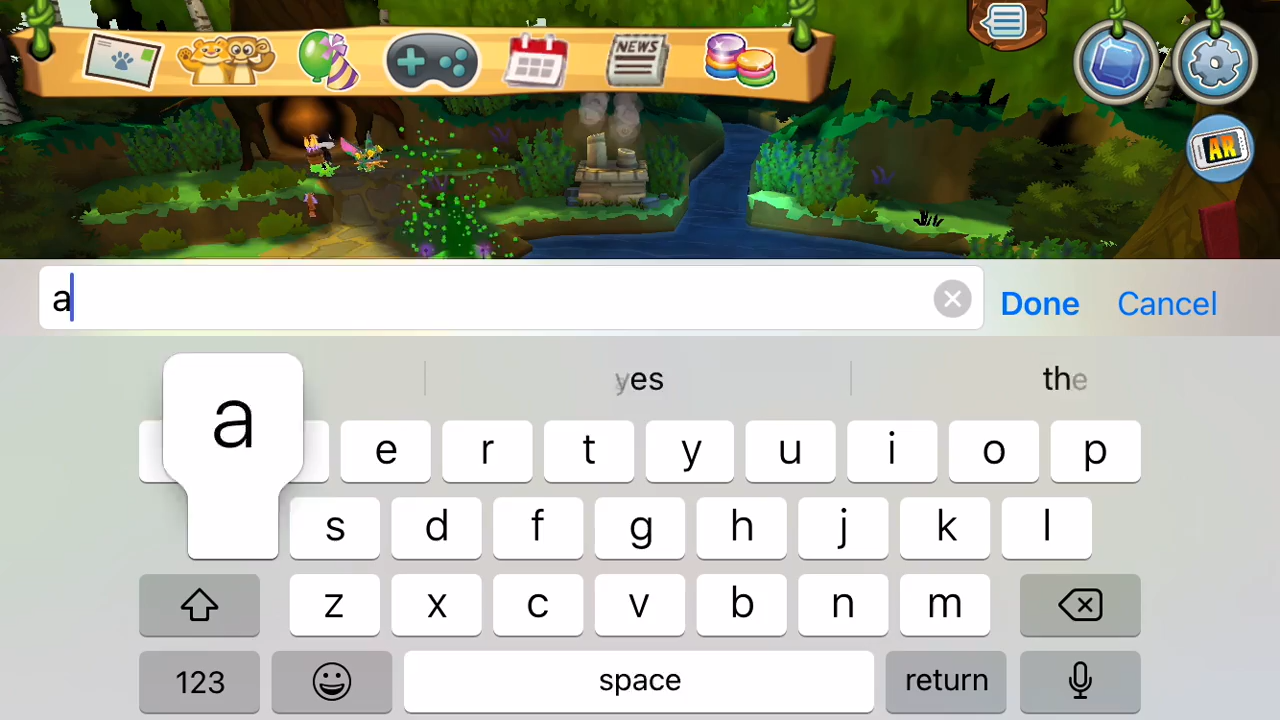 NEWS
AR
a
Done
Cancel
yes
the
a
e r t y u i o p
s d f g h j k l
z x c v b n m
123
space
return